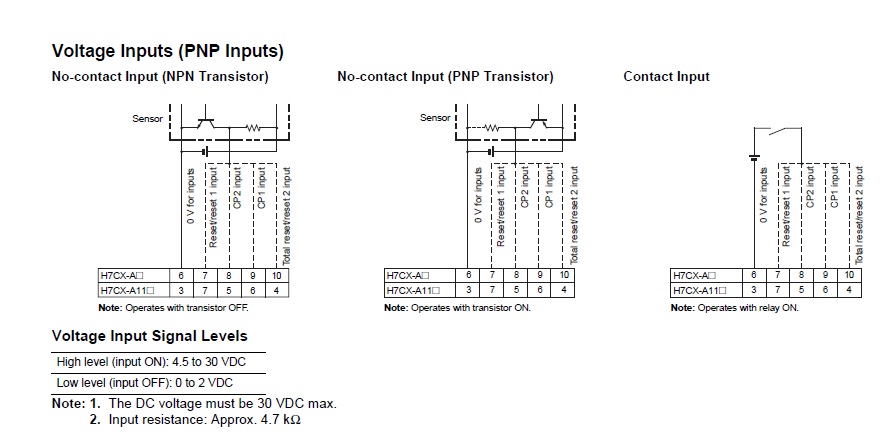 Voltage Inputs (PNP Inputs)
No-contact Input (NPN Transistor)
Sensor
0 V for inputs
Reset/reset 1 input
CP2 input
CP1 input
Total reset/reset 2 input
H7CX-A□ 6 7 8 9 10
H7CX-A11□ 3 7 5 6 4
Note: Operates with transistor OFF.
No-contact Input (PNP Transistor)
Sensor
0 V for inputs
Reset/reset 1 input
CP2 input
CP1 input
Total reset/reset 2 input
H7CX-A□ 6 7 8 9 10
H7CX-A11□ 3 7 5 6 4
Note: Operates with transistor ON.
Contact Input
0 V for inputs
Reset/reset 1 input
CP2 input
CP1 input
Total reset/reset 2 input
H7CX-A□ 6 7 8 9 10
H7CX-A11□ 3 7 5 6 4
Note: Operates with relay ON.
Voltage Input Signal Levels
High level (input ON): 4.5 to 30 VDC
Low level (input OFF): 0 to 2 VDC
Note: 1. The DC voltage must be 30 VDC max.
2. Input resistance: Approx. 4.7 kΩ